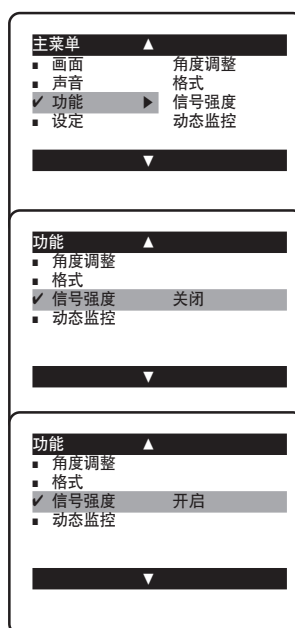 主菜单 ▲
▪ 画面 角度调整
▪ 声音 格式
✔ 功能 ▶ 信号强度
▪ 设定 动态监控
▼
功能 ▲
▪ 角度调整
▪ 格式
✔ 信号强度 关闭
▪ 动态监控
▼
功能 ▲
▪ 角度调整
▪ 格式
✔ 信号强度 开启
▪ 动态监控
▼